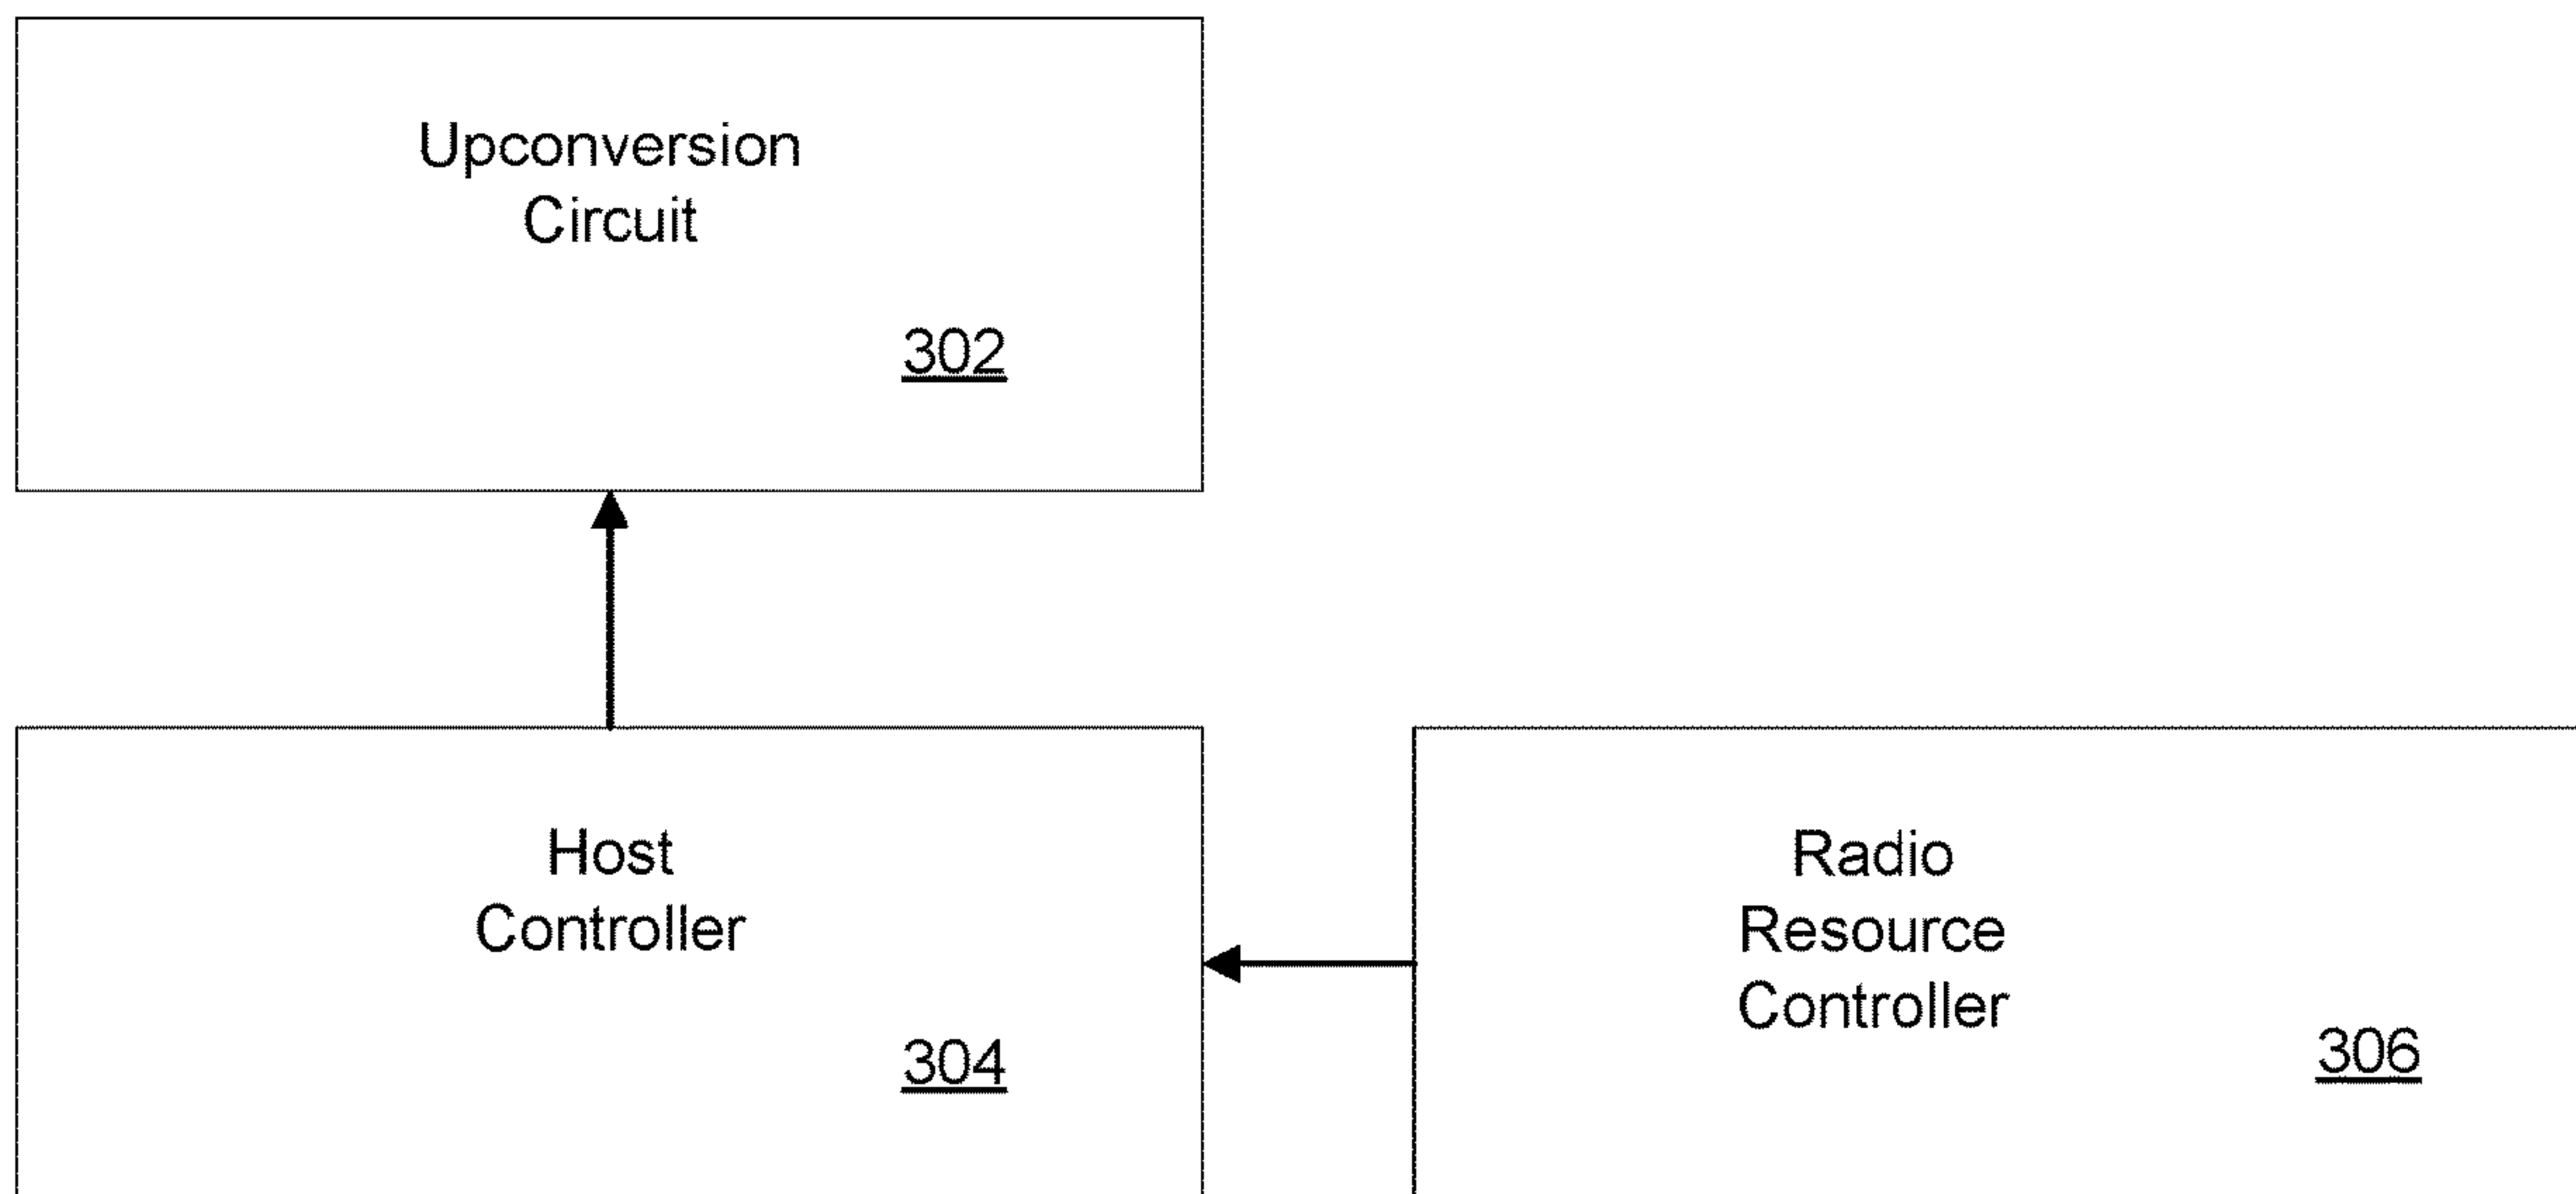 Upconversion
Circuit
302
Host
Controller
304
Radio
Resource
Controller
306